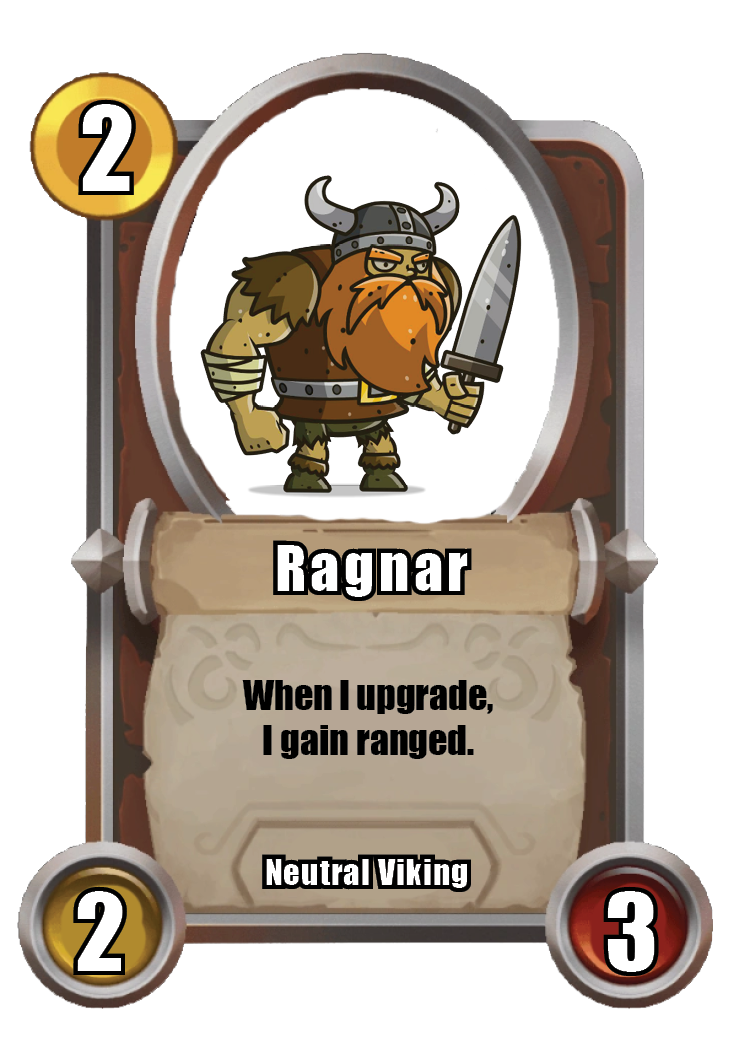 2
Ragnar
When I upgrade,
I gain ranged.
Neutral Viking
2
3